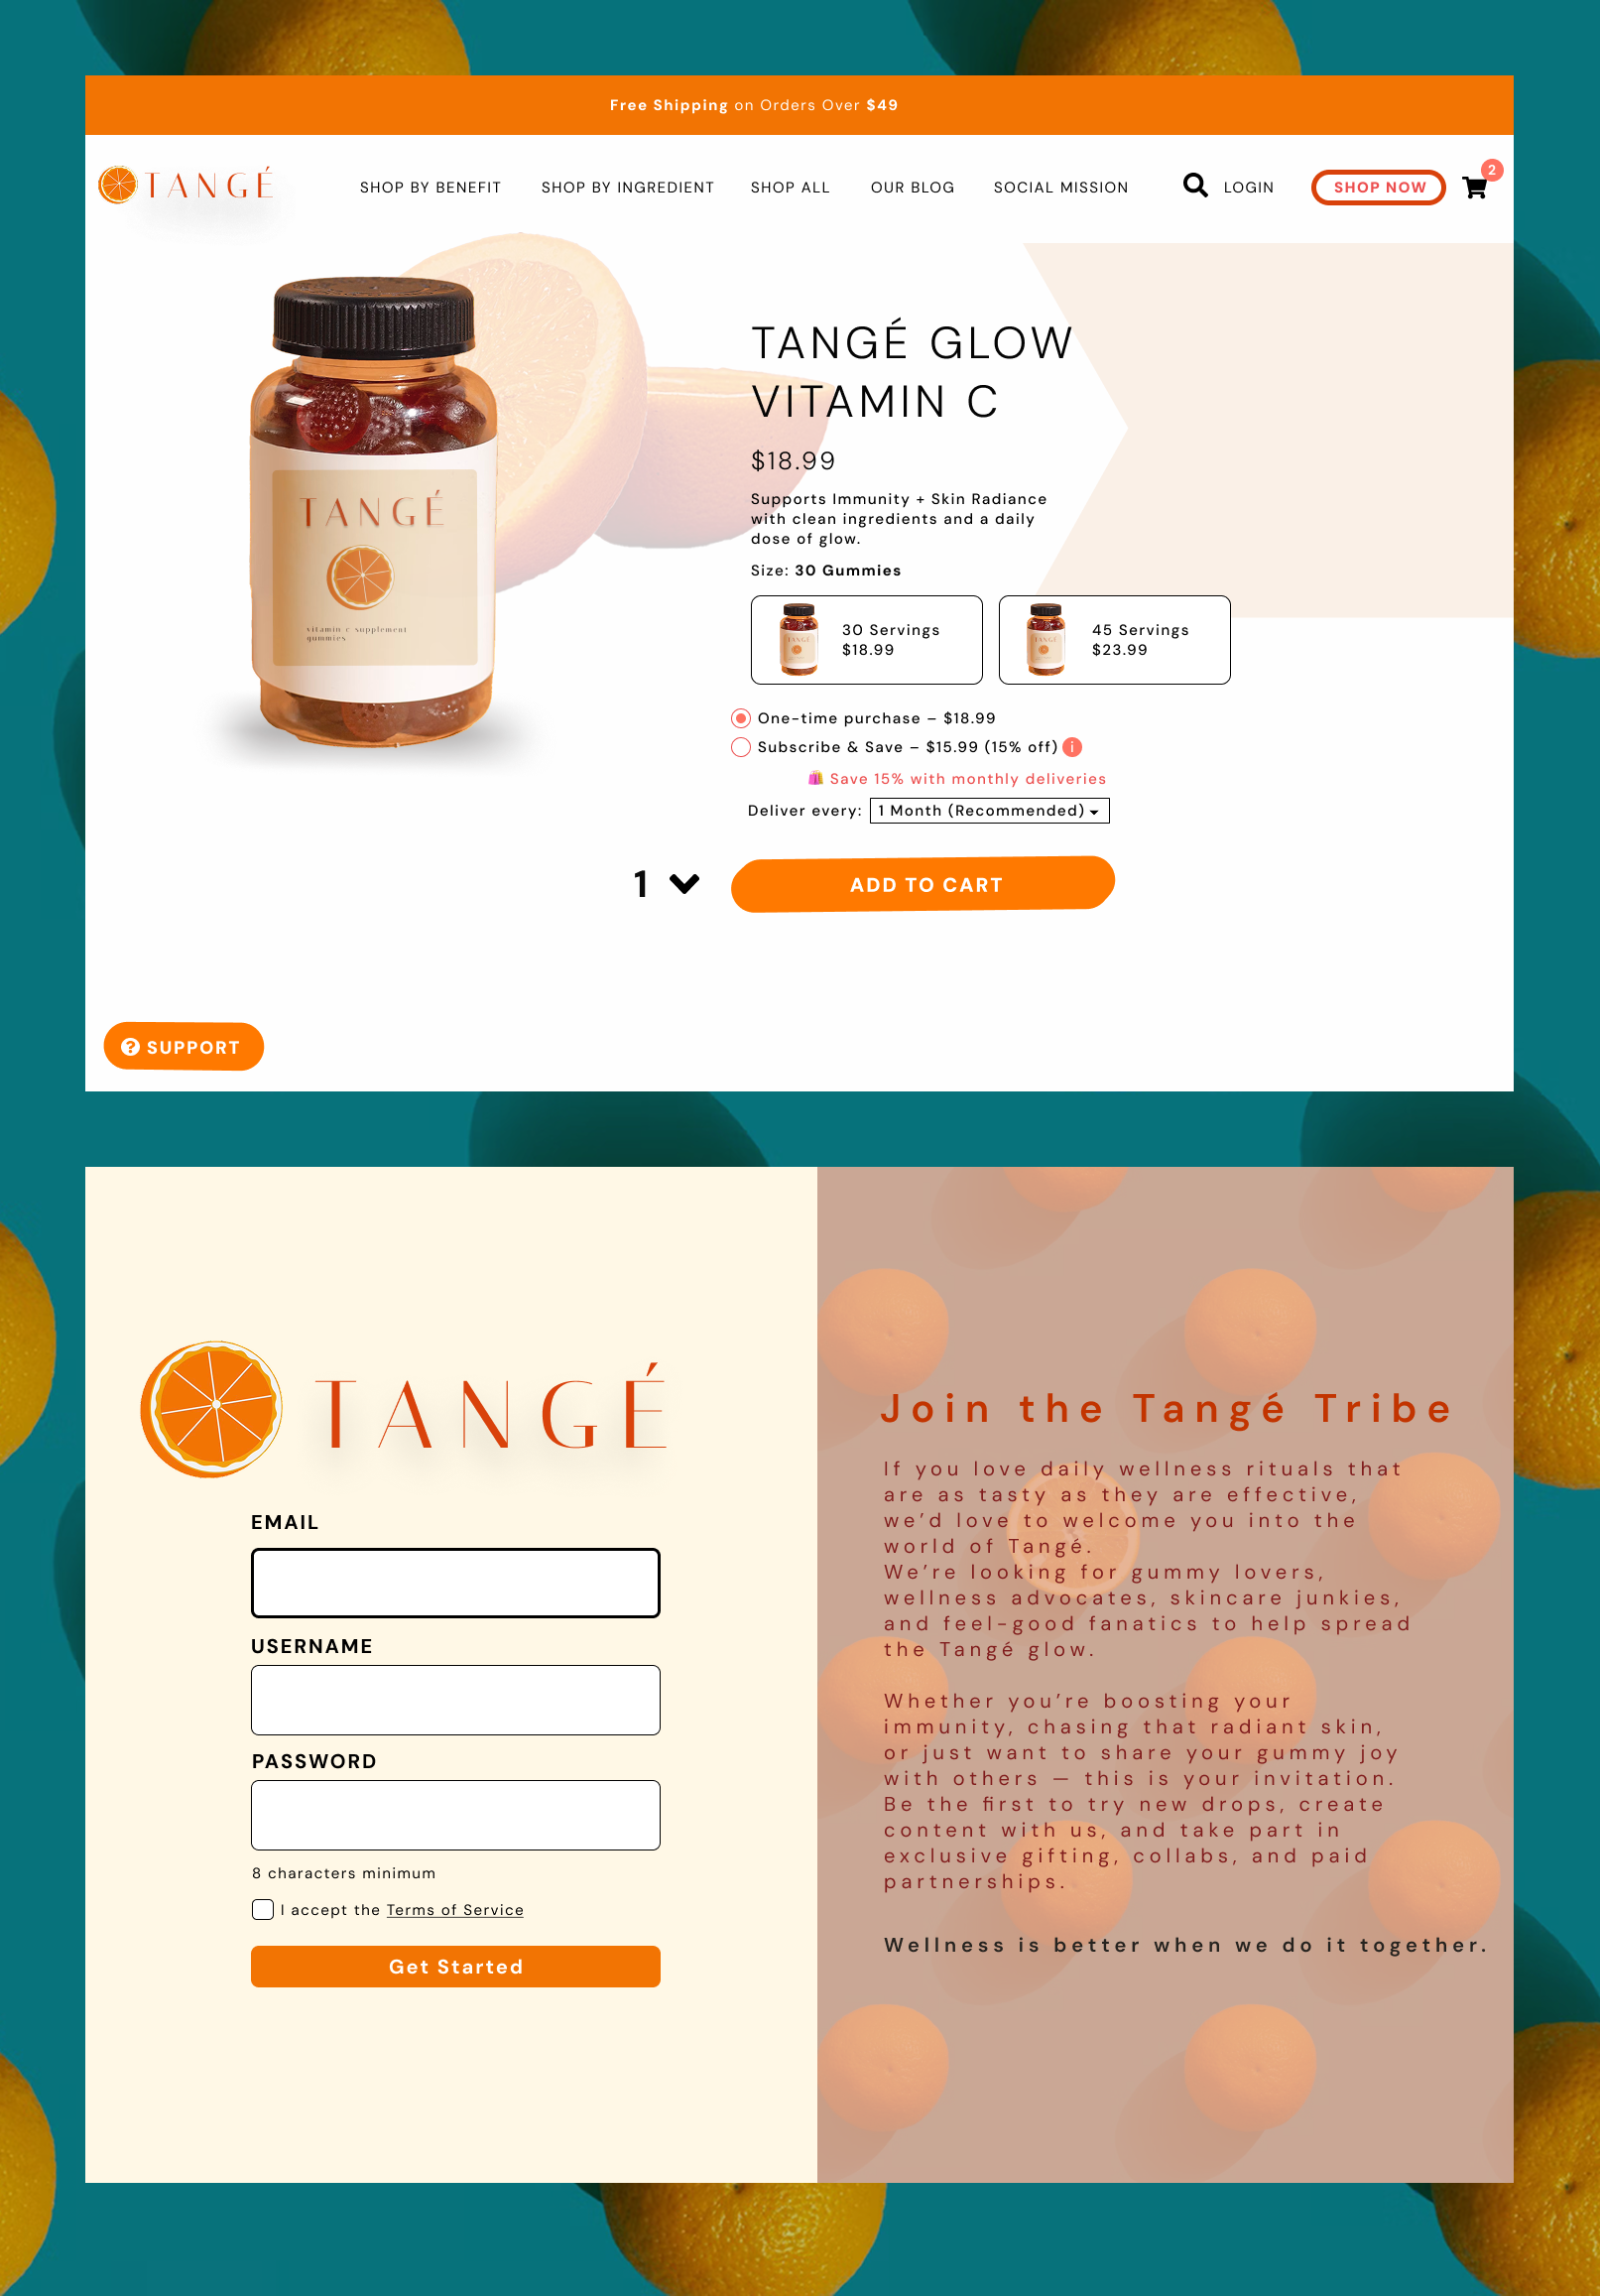 Free Shipping on Orders Over $49
TANGÉ
SHOP BY BENEFIT SHOP BY INGREDIENT SHOP ALL OUR BLOG SOCIAL MISSION LOGIN SHOP NOW 2
TANGÉ GLOW
VITAMIN C
$18.99
Supports Immunity + Skin Radiance
with clean ingredients and a daily
dose of glow.
Size: 30 Gummies
TANGÉ
vitamin c supplement
gummies
TANGÉ
30 Servings
$18.99
TANGÉ
45 Servings
$23.99
One-time purchase – $18.99
Subscribe & Save – $15.99 (15% off) i
🛍️ Save 15% with monthly deliveries
Deliver every: 1 Month (Recommended)
1
ADD TO CART
? SUPPORT
TANGÉ
EMAIL
USERNAME
PASSWORD
8 characters minimum
I accept the Terms of Service
Get Started
Join the Tangé Tribe
If you love daily wellness rituals that
are as tasty as they are effective,
we’d love to welcome you into the
world of Tangé.
We’re looking for gummy lovers,
wellness advocates, skincare junkies,
and feel-good fanatics to help spread
the Tangé glow.
Whether you’re boosting your
immunity, chasing that radiant skin,
or just want to share your gummy joy
with others — this is your invitation.
Be the first to try new drops, create
content with us, and take part in
exclusive gifting, collabs, and paid
partnerships.
Wellness is better when we do it together.